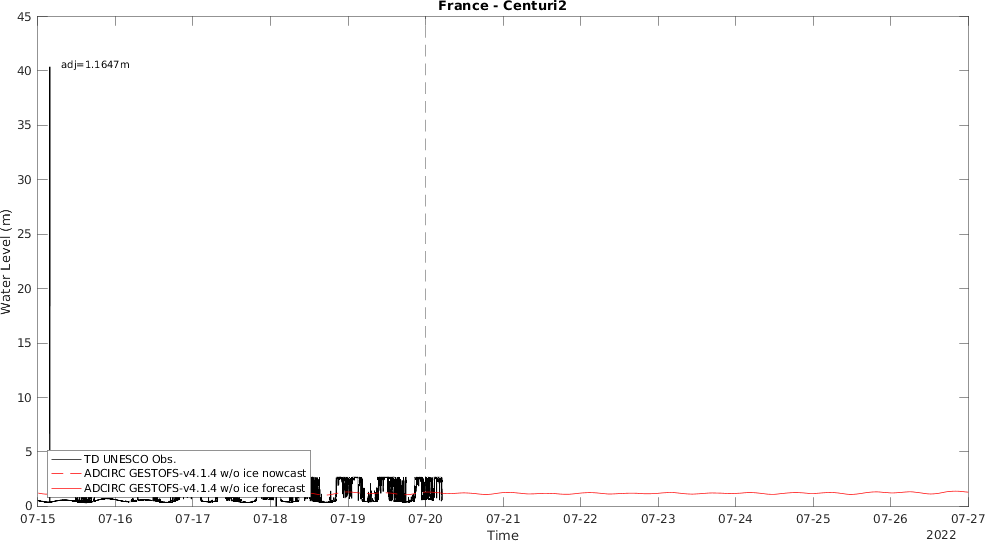 France - Centuri2
adj=1.1647m
Water Level (m)
45
40
35
30
25
20
15
10
5
0
TD UNESCO Obs.
ADCIRC GESTOFS-v4.1.4 w/o ice nowcast
ADCIRC GESTOFS-v4.1.4 w/o ice forecast
07-15 07-16 07-17 07-18 07-19 07-20 07-21 07-22 07-23 07-24 07-25 07-26 07-27
Time
2022